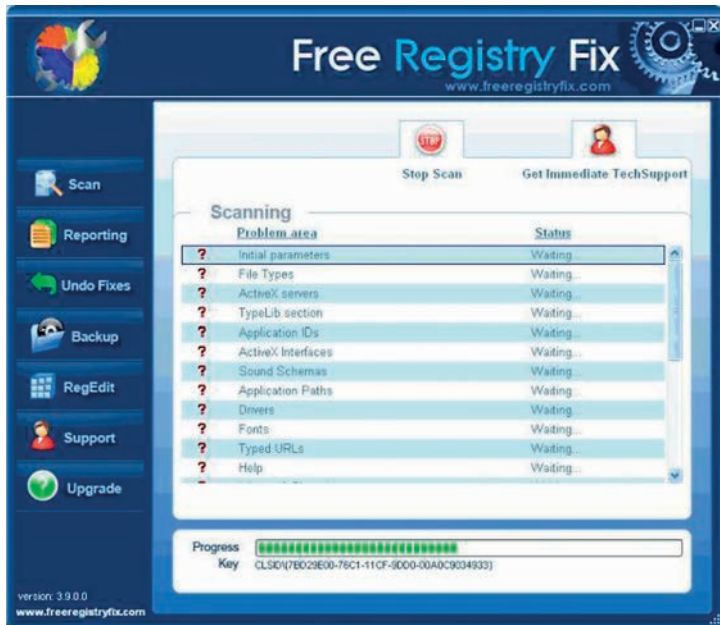 Free Registry Fix
www.freeregistryfix.com
STOP
Stop Scan
Get Immediate TechSupport
Scan
Reporting
Undo Fixes
Backup
RegEdit
Support
Upgrade
Scanning
Problem area Status
? Initial parameters Waiting...
? File Types Waiting...
? ActiveX servers Waiting...
? TypeLib section Waiting...
? Application IDs Waiting...
? ActiveX Interfaces Waiting...
? Sound Schemas Waiting...
? Application Paths Waiting...
? Drivers Waiting...
? Fonts Waiting...
? Typed URLs Waiting...
? Help Waiting...
Progress
Key CLSID\{7BD29E00-76C1-11CF-9DD0-00A0C9034933}
version: 3.9.0.0
www.freeregistryfix.com